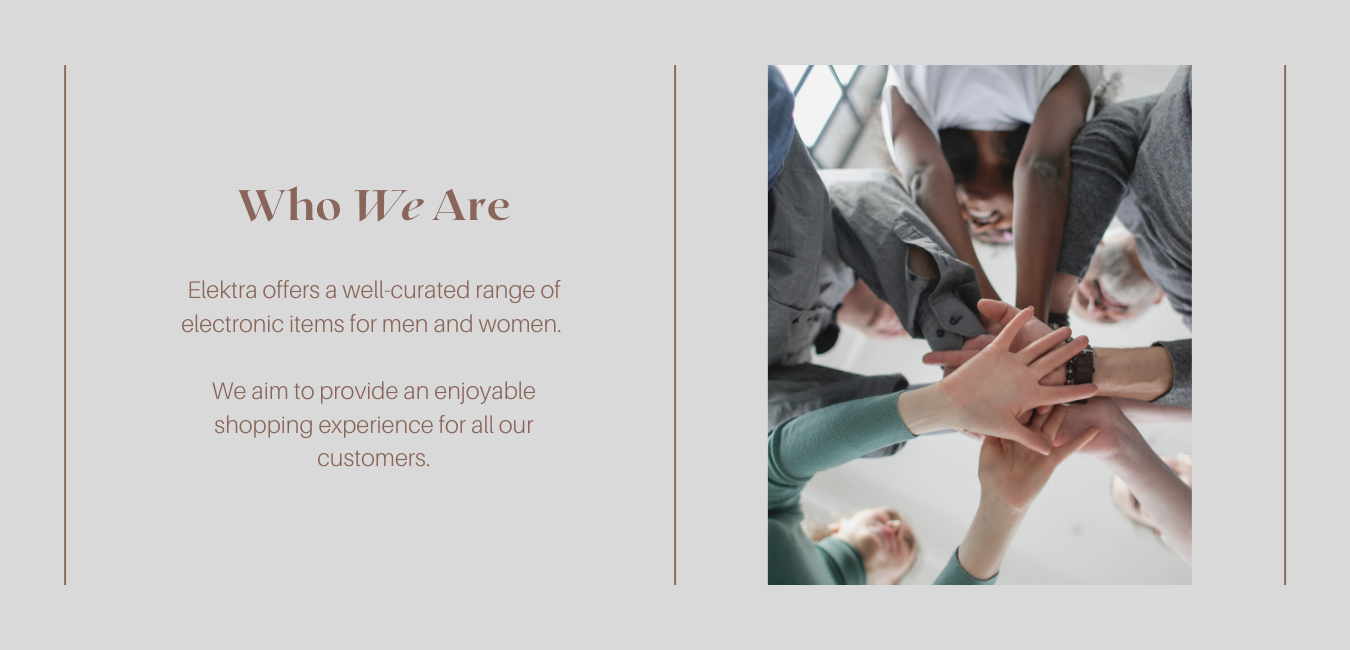 Who We Are
Elektra offers a well-curated range of
electronic items for men and women.
We aim to provide an enjoyable
shopping experience for all our
customers.